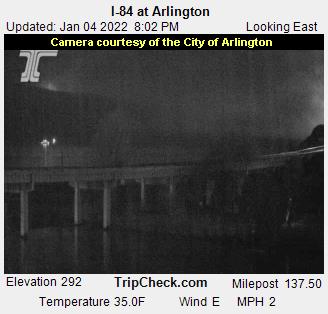 I-84 at Arlington
Updated: Jan 04 2022 8:02 PM Looking East
Camera courtesy of the City of Arlington
Elevation 292 TripCheck.com Milepost 137.50
Temperature 35.0F Wind E MPH 2